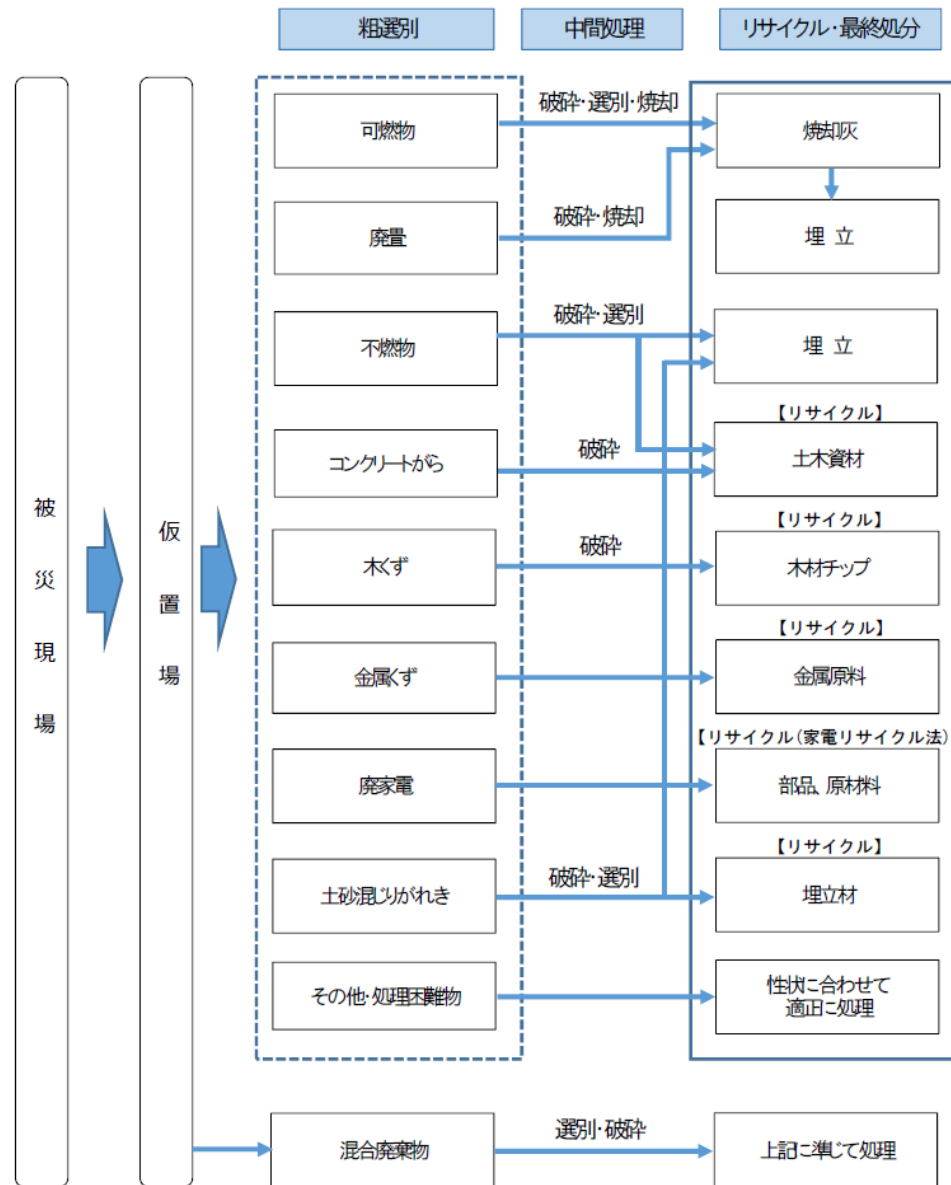 粗選別
中間処理
リサイクル・最終処分
被災現場
仮置場
可燃物
破砕・選別・焼却
焼却灰
廃畳
破砕・焼却
埋 立
不燃物
破砕・選別
埋 立
コンクリートがら
破砕
【リサイクル】
土木資材
木くず
破砕
【リサイクル】
木材チップ
金属くず
【リサイクル】
金属原料
廃家電
【リサイクル(家電リサイクル法)
部品、原材料
土砂混じりがれき
破砕・選別
【リサイクル】
埋立材
その他・処理困難物
性状に合わせて
適正に処理
混合廃棄物
選別・破砕
上記に準じて処理